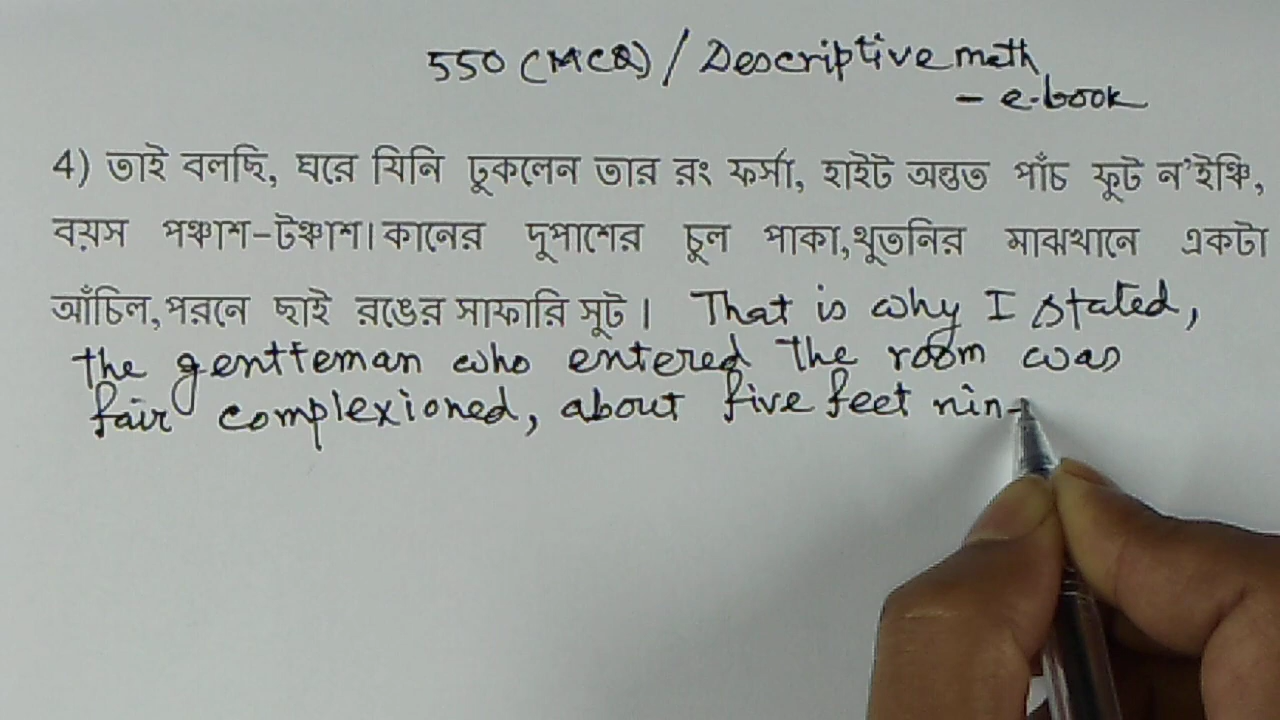 550 (MCQ) / Descriptive math
- e-book
4) তাই বলছি, ঘরে যিনি ঢুকলেন তার রং ফর্সা, হাইট অন্তত পাঁচ ফুট ন'ইঞ্চি,
বয়স পঞ্চাশ-টঞ্চাশ। কানের দুপাশের চুল পাকা,থুতনির মাঝখানে একটা
আঁচিল,পরনে ছাই রঙের সাফারি সুট। That is why I stated,
the gentleman who entered the room was
fair complexioned, about five feet nin